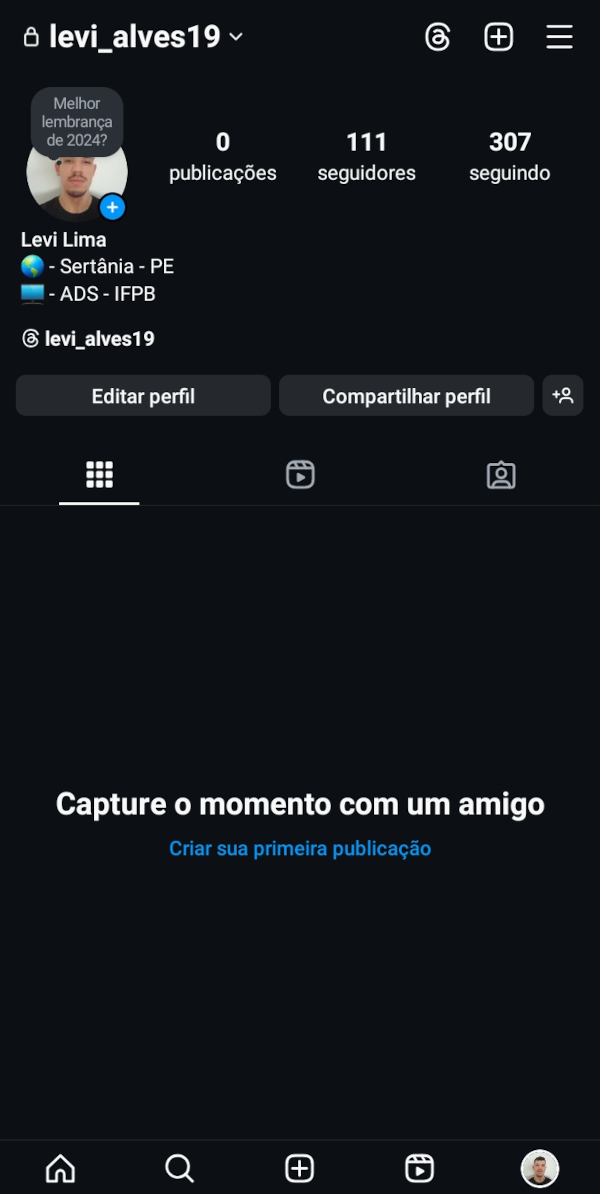 levi_alves19
Melhor
lembrança
de 2024?
0
publicações
111
seguidores
307
seguindo
Levi Lima
- Sertânia - PE
- ADS - IFPB
levi_alves19
Editar perfil
Compartilhar perfil
Capture o momento com um amigo
Criar sua primeira publicação